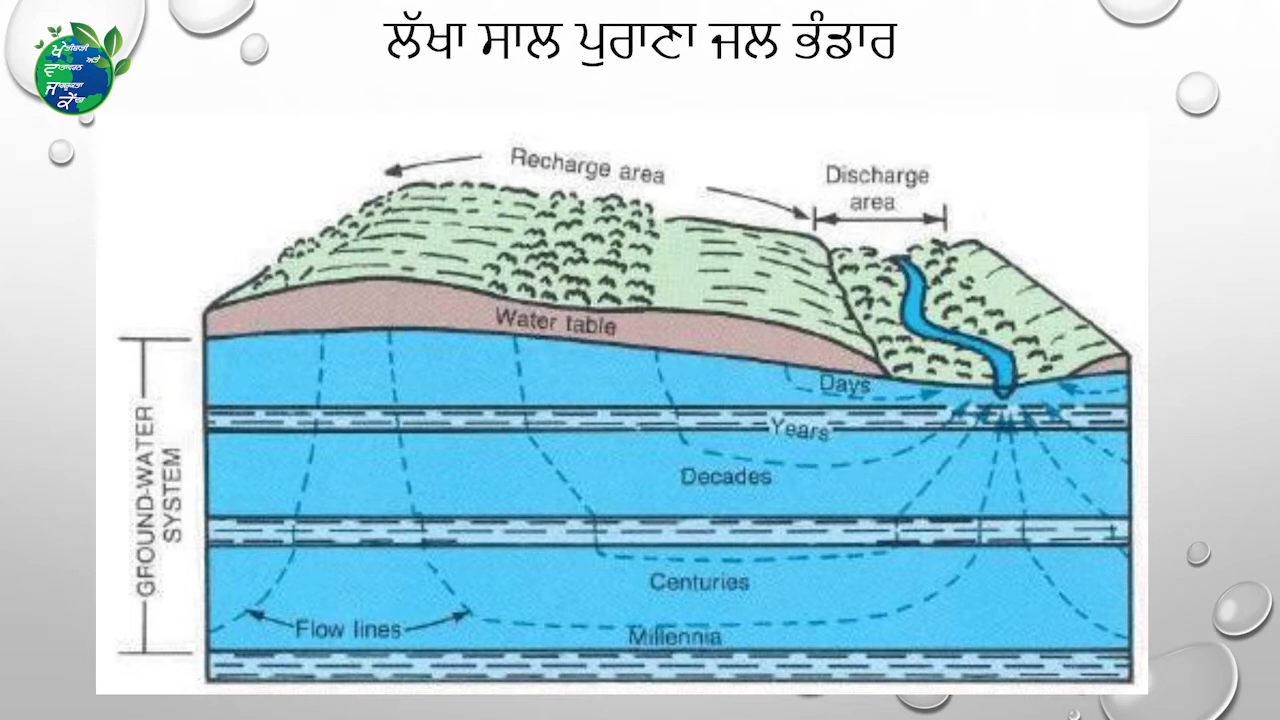 ਲੱਖਾ ਸਾਲ ਪੁਰਾਣਾ ਜਲ ਭੰਡਾਰ
Recharge area
Discharge
area
Water table
Days
Years
Decades
Centuries
Millennia
Flow lines
GROUND-WATER
SYSTEM